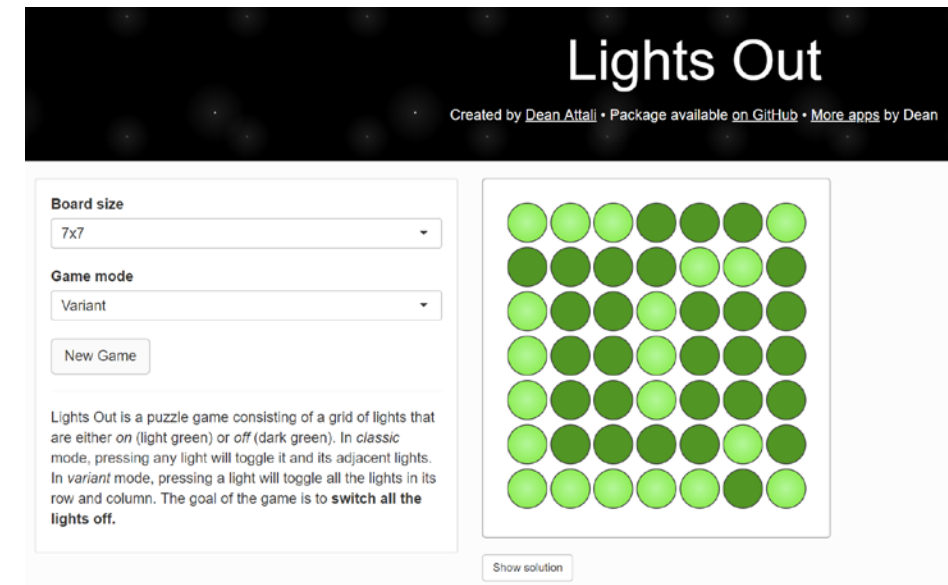 Lights Out
Created by Dean Attali • Package available on GitHub • More apps by Dean
Board size
7x7
Game mode
Variant
New Game
Lights Out is a puzzle game consisting of a grid of lights that
are either on (light green) or off (dark green). In classic
mode, pressing any light will toggle it and its adjacent lights.
In variant mode, pressing a light will toggle all the lights in its
row and column. The goal of the game is to switch all the
lights off.
Show solution